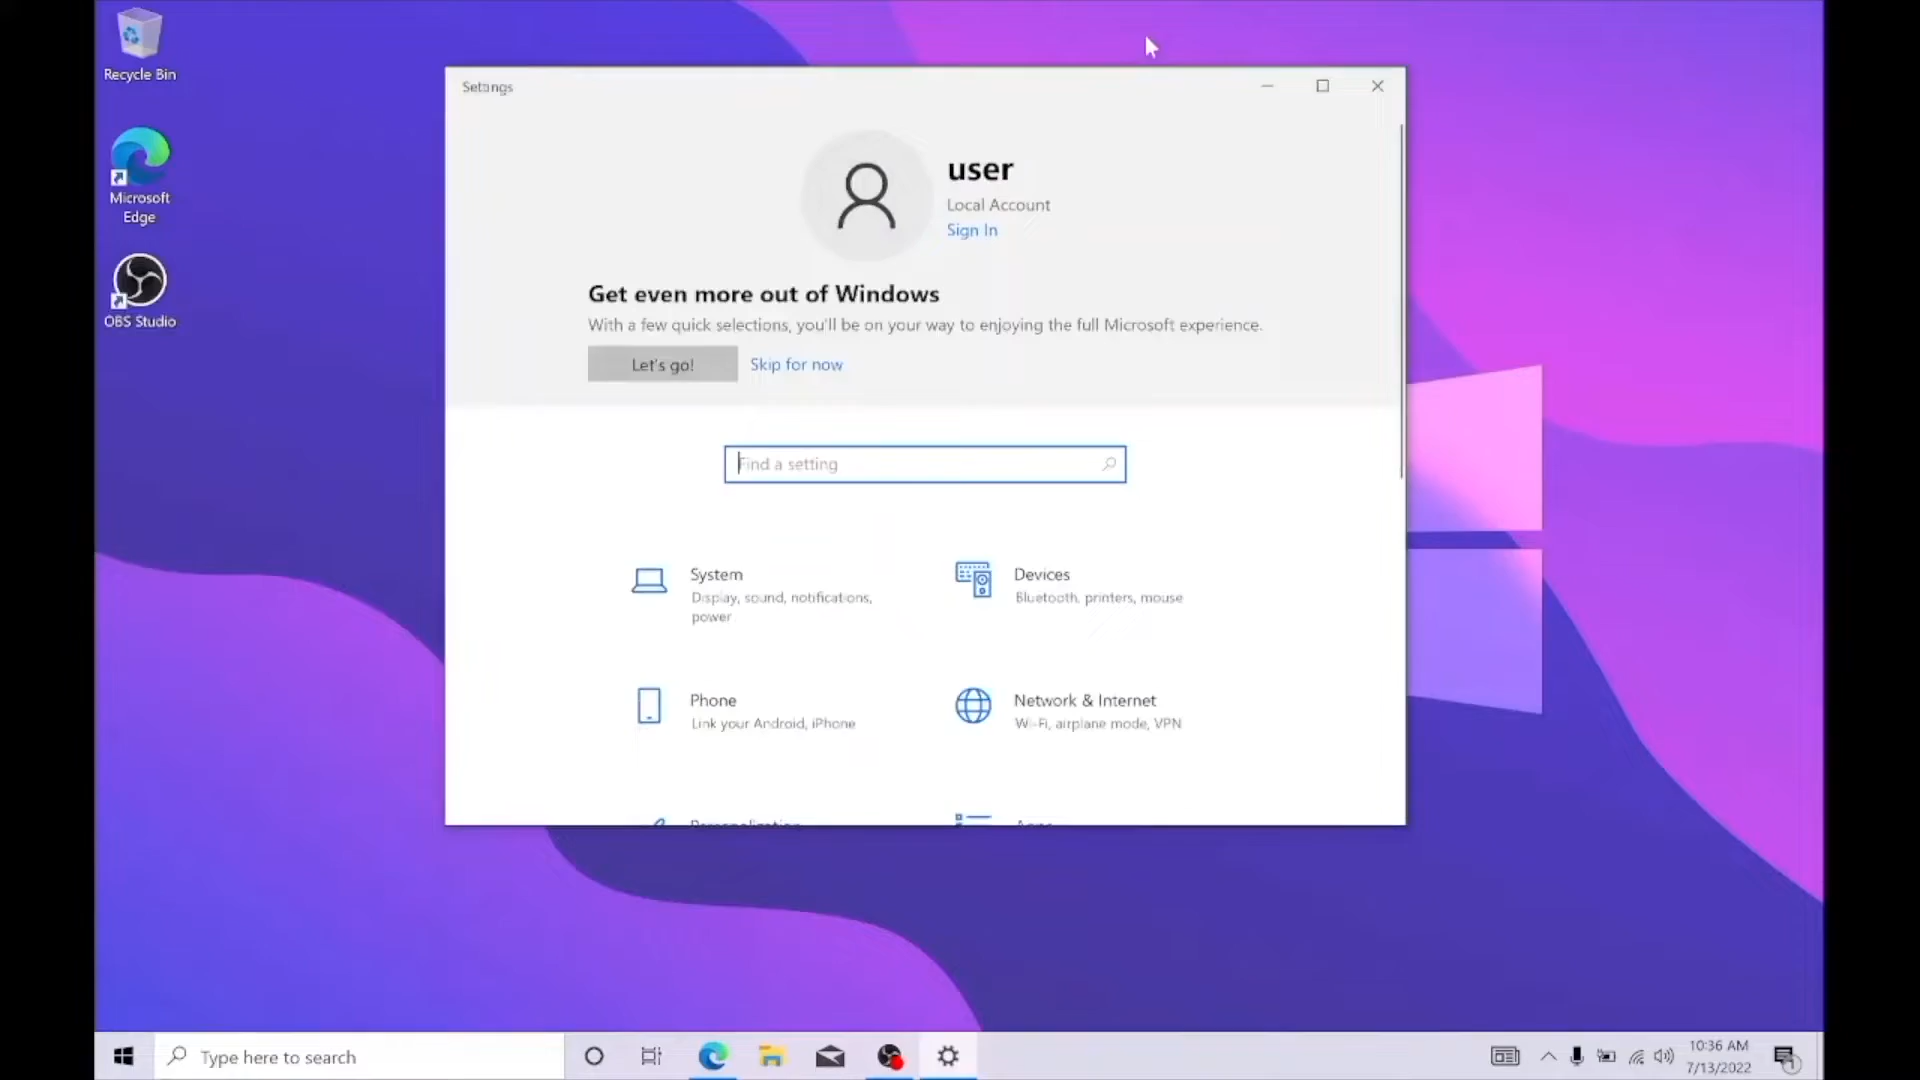 Recycle Bin
Microsoft
Edge
OBS Studio
Settings
user
Local Account
Sign In
Get even more out of Windows
With a few quick selections, you'll be on your way to enjoying the full Microsoft experience.
Let's go!
Skip for now
Find a setting
System
Display, sound, notifications,
power
Devices
Bluetooth, printers, mouse
Phone
Link your Android, iPhone
Network & Internet
Wi-Fi, airplane mode, VPN
Personalization
Apps
Type here to search
10:36 AM
7/13/2022
1